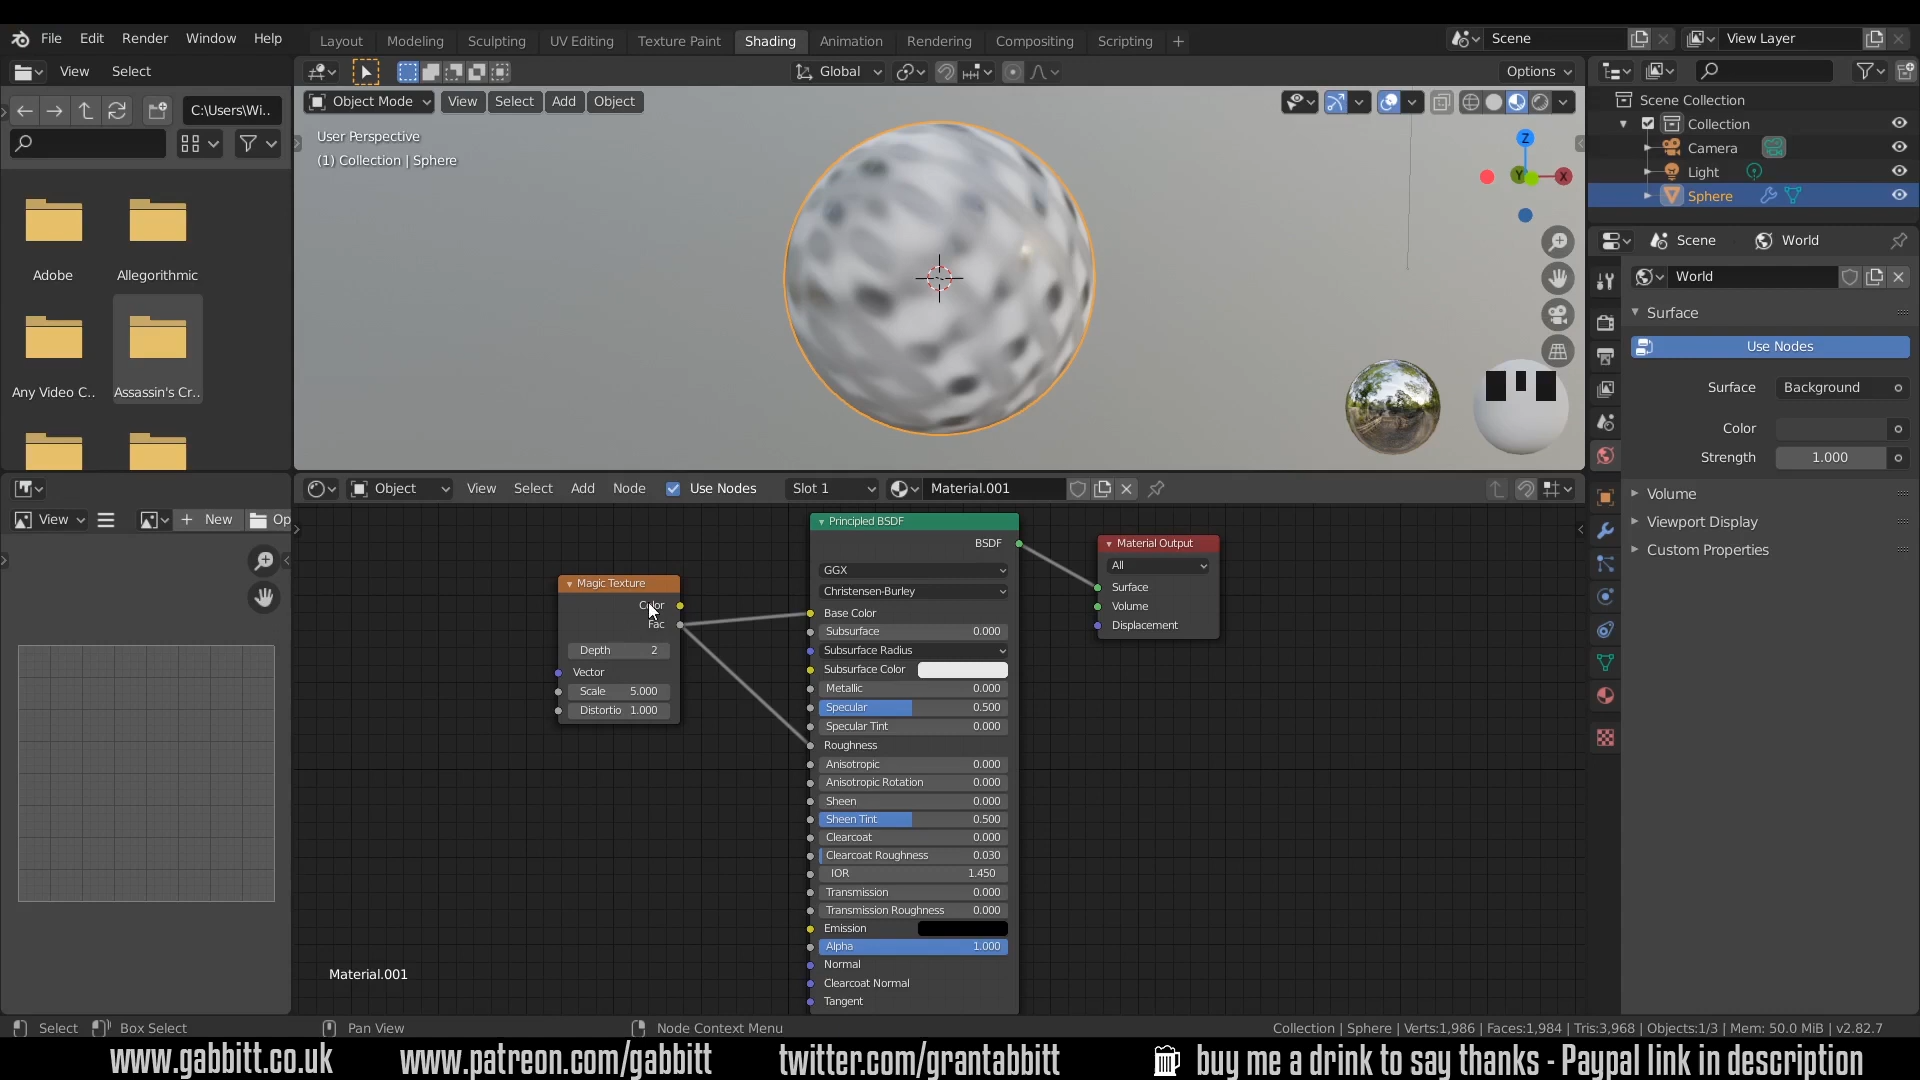 File Edit Render Window Help
Layout Modeling Sculpting UV Editing Texture Paint Shading Animation Rendering Compositing Scripting +
Scene View Layer
View Select
Global
Options
C:\Users\Wi..
Object Mode View Select Add Object
User Perspective
(1) Collection | Sphere
Z
Y X
Scene Collection
Collection
Camera
Light
Sphere
Scene World
World
Surface
Use Nodes
Surface Background
Color
Strength 1.000
Volume
Viewport Display
Custom Properties
Adobe Allegorithmic
Any Video C.. Assassin's Cr..
Object View Select Add Node Use Nodes Slot 1 Material.001
View + New Op
Principled BSDF
BSDF
GGX
Christensen-Burley
Base Color
Subsurface 0.000
Subsurface Radius
Subsurface Color
Metallic 0.000
Specular 0.500
Specular Tint 0.000
Roughness
Anisotropic 0.000
Anisotropic Rotation 0.000
Sheen 0.000
Sheen Tint 0.500
Clearcoat 0.000
Clearcoat Roughness 0.030
IOR 1.450
Transmission 0.000
Transmission Roughness 0.000
Emission
Alpha 1.000
Normal
Clearcoat Normal
Tangent
Magic Texture
Color
Fac
Depth 2
Vector
Scale 5.000
Distortio 1.000
Material Output
All
Surface
Volume
Displacement
Material.001
Select Box Select Pan View Node Context Menu
Collection | Sphere | Verts:1,986 | Faces:1,984 | Tris:3,968 | Objects:1/3 | Mem: 50.0 MiB | v2.82.7
www.gabbitt.co.uk www.patreon.com/gabbitt twitter.com/grantabbitt buy me a drink to say thanks - Paypal link in description